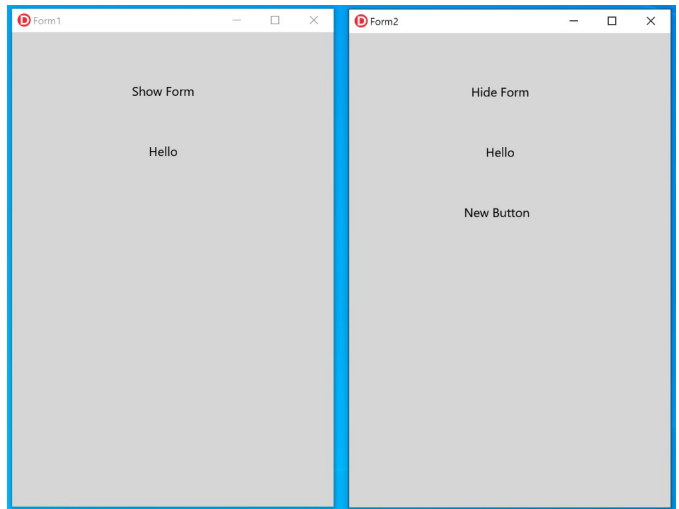 D Form1
Show Form
Hello
D Form2
Hide Form
Hello
New Button